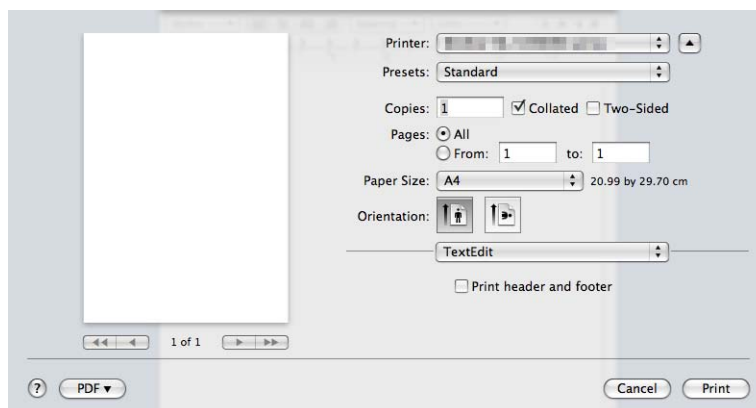 Printer:
Presets: Standard
Copies: 1 Collated Two-Sided
Pages: All
From: 1 to: 1
Paper Size: A4 20.99 by 29.70 cm
Orientation:
TextEdit
Print header and footer
1 of 1
? PDF Cancel Print